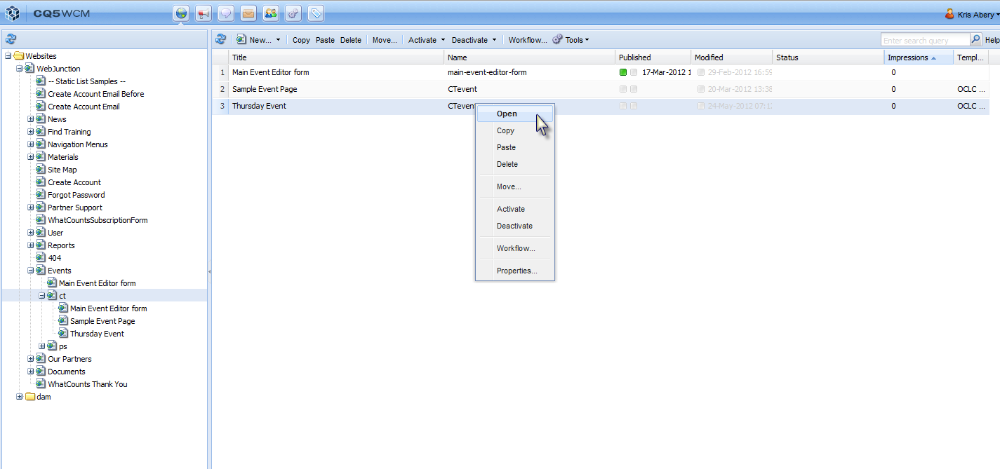 CQ5 WCM
Kris Abery
New... Copy Paste Delete Move... Activate Deactivate Workflow... Tools Enter search query Help
Title Name Published Modified Status Impressions Templ...
1 Main Event Editor form main-event-editor-form 17-Mar-2012 1 29-Feb-2012 16:59 0
2 Sample Event Page CTevent 20-Mar-2012 13:38 0 OCLC ...
3 Thursday Event CTevent 24-May-2012 07:1 0 OCLC ...
Open
Copy
Paste
Delete
Move...
Activate
Deactivate
Workflow...
Properties...
Websites
WebJunction
-- Static List Samples --
Create Account Email Before
Create Account Email
News
Find Training
Navigation Menus
Materials
Site Map
Create Account
Forgot Password
Partner Support
WhatCountsSubscriptionForm
User
Reports
404
Events
Main Event Editor form
ct
Main Event Editor form
Sample Event Page
Thursday Event
ps
Our Partners
Documents
WhatCounts Thank You
dam